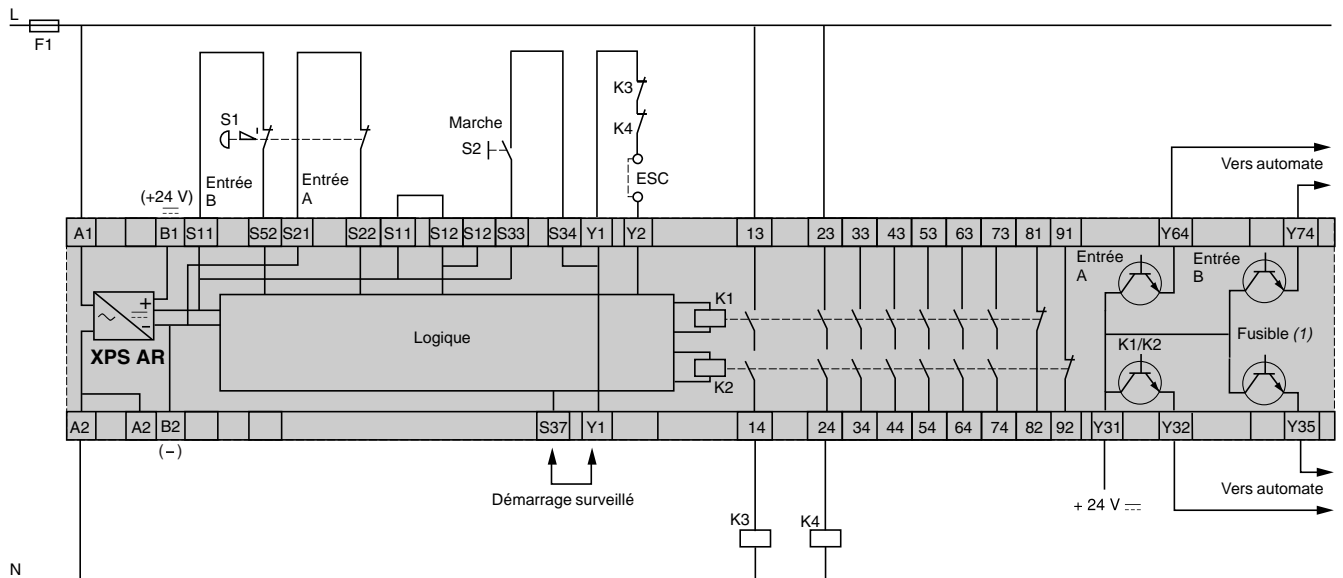 L
F1
K3
S1
K4
Marche
S2
Vers automate
ESC
Entrée
B
Entrée
A
(+24 V)
A1 B1 S11 S52 S21 S22 S11 S12 S12 S33 S34 Y1 Y2 13 23 33 43 53 63 73 81 91 Y64 Y74
Entrée
A
Entrée
B
K1
+
-
Logique
Fusible (1)
XPS AR
K1/K2
K2
A2 A2 B2 S37 Y1 14 24 34 44 54 64 74 82 92 Y31 Y32 Y35
(–)
Démarrage surveillé
Vers automate
+ 24 V
K3
K4
N